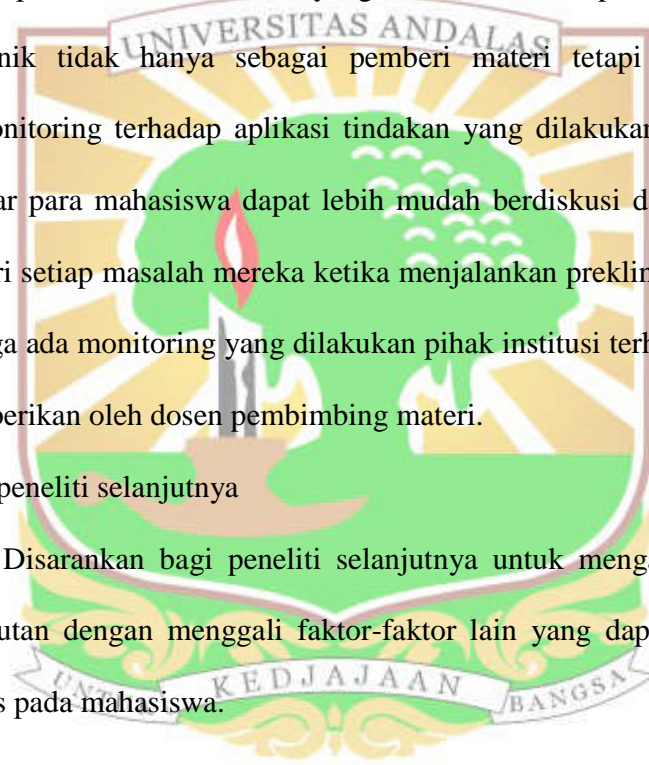 UNIVERSITAS ANDALAS
nik tidak hanya sebagai pemberi materi tetapi
onitoring terhadap aplikasi tindakan yang dilakukan
ar para mahasiswa dapat lebih mudah berdiskusi d
ri setiap masalah mereka ketika menjalankan preklin
ga ada monitoring yang dilakukan pihak institusi terh
berikan oleh dosen pembimbing materi.
peneliti selanjutnya
Disarankan bagi peneliti selanjutnya untuk meng
utan dengan menggali faktor-faktor lain yang dap
s pada mahasiswa.
UNTUK KEDJAJAAN BANGSA